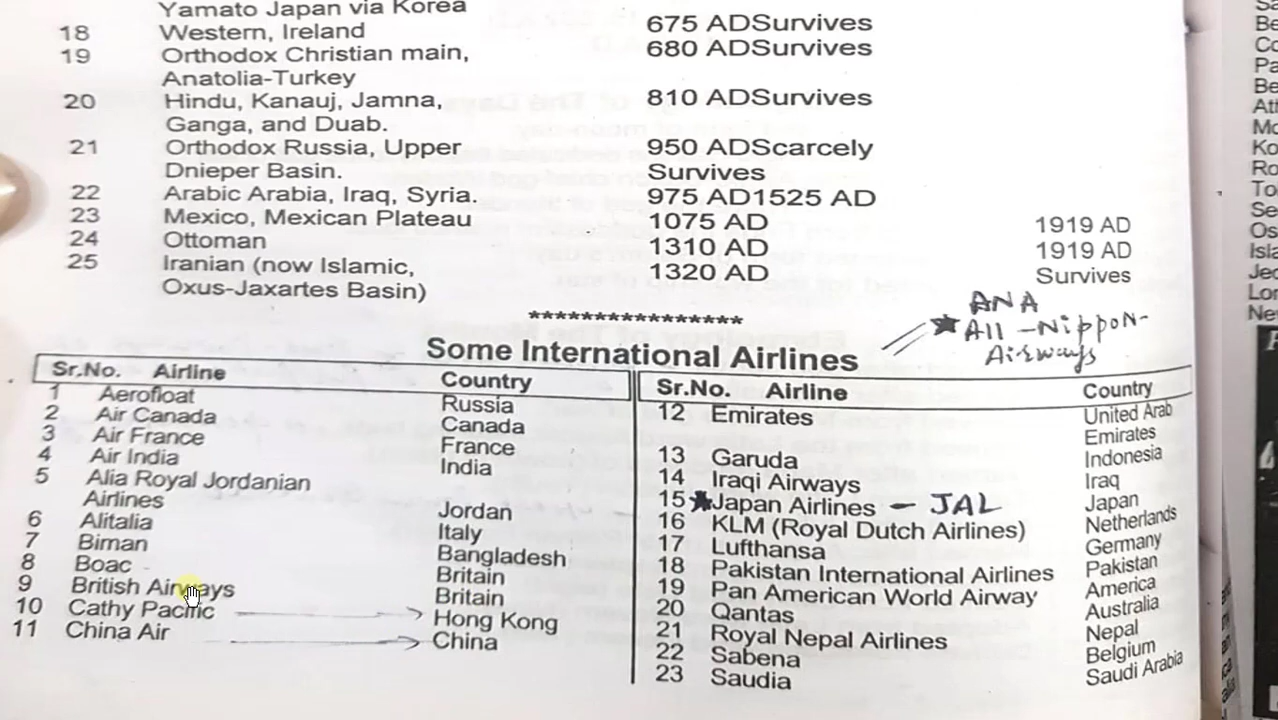 Yamato Japan via Korea
18 Western, Ireland 675 ADSurvives
19 Orthodox Christian main, 680 ADSurvives
Anatolia-Turkey
20 Hindu, Kanauj, Jamna, 810 ADSurvives
Ganga, and Duab.
21 Orthodox Russia, Upper 950 ADScarcely
Dnieper Basin. Survives
22 Arabic Arabia, Iraq, Syria. 975 AD1525 AD
23 Mexico, Mexican Plateau 1075 AD 1919 AD
24 Ottoman 1310 AD 1919 AD
25 Iranian (now Islamic, 1320 AD Survives
Oxus-Jaxartes Basin)
****************
ANA
★ All-Nippon-
Airways
Some International Airlines
Sr.No. Airline Country
1 Aerofloat Russia
2 Air Canada Canada
3 Air France France
4 Air India India
5 Alia Royal Jordanian
Airlines Jordan
6 Alitalia Italy
7 Biman Bangladesh
8 Boac Britain
9 British Airways Britain
10 Cathy Pacific → Hong Kong
11 China Air → China
Sr.No. Airline Country
12 Emirates United Arab
Emirates
13 Garuda Indonesia
14 Iraqi Airways Iraq
15 ★Japan Airlines - JAL Japan
16 KLM (Royal Dutch Airlines) Netherlands
17 Lufthansa Germany
18 Pakistan International Airlines Pakistan
19 Pan American World Airway America
20 Qantas Australia
21 Royal Nepal Airlines Nepal
22 Sabena Belgium
23 Saudia Saudi Arabia